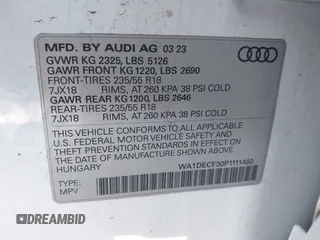 MFD. BY AUDI AG 03 23
GVWR KG 2325, LBS 5126
GAWR FRONT KG1220, LBS 2690
FRONT-TIRES 235/55 R18
7JX18 RIMS, AT 260 KPA 38 PSI COLD
GAWR REAR KG1200, LBS 2646
REAR-TIRES 235/55 R18
7JX18 RIMS, AT 260 KPA 38 PSI COLD
THIS VEHICLE CONFORMS TO ALL APPLICABLE
U.S. FEDERAL MOTOR VEHICLE SAFETY AND
THEFT PREVENTION STANDARDS IN EFFECT ON
THE DATE OF MANUFACTURE SHOWN ABOVE.
HUNGARY
WA1DECF30P1111460
TYPE:
MPV
DREAMBID